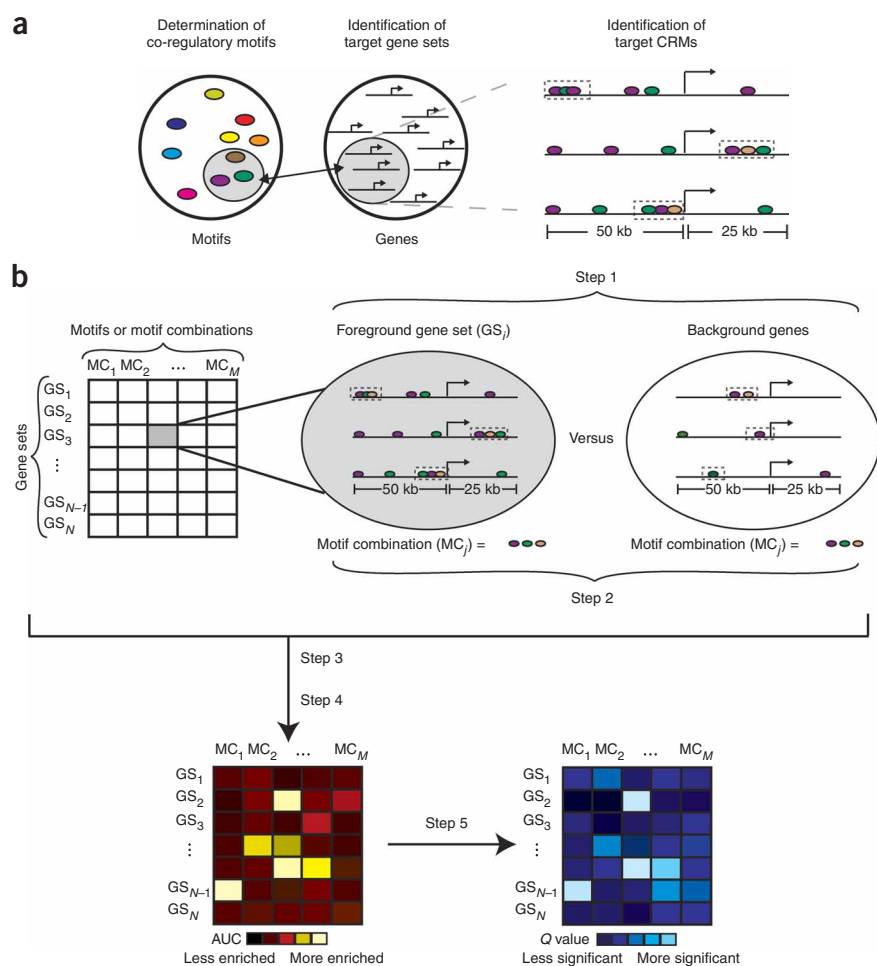 a
Determination of
co-regulatory motifs
Identification of
target gene sets
Identification of
target CRMs
Motifs
Genes
50 kb
25 kb
b
Step 1
Motifs or motif combinations
MC1 MC2 ... MCM
Gene sets
GS1
GS2
GS3
...
GSN–1
GSN
Foreground gene set (GSi)
50 kb
25 kb
Motif combination (MCj) =
Versus
Background genes
50 kb
25 kb
Motif combination (MCj) =
Step 2
Step 3
Step 4
MC1 MC2 ... MCM
GS1
GS2
GS3
...
GSN–1
GSN
AUC
Less enriched More enriched
Step 5
MC1 MC2 ... MCM
GS1
GS2
GS3
...
GSN–1
GSN
Q value
Less significant More significant